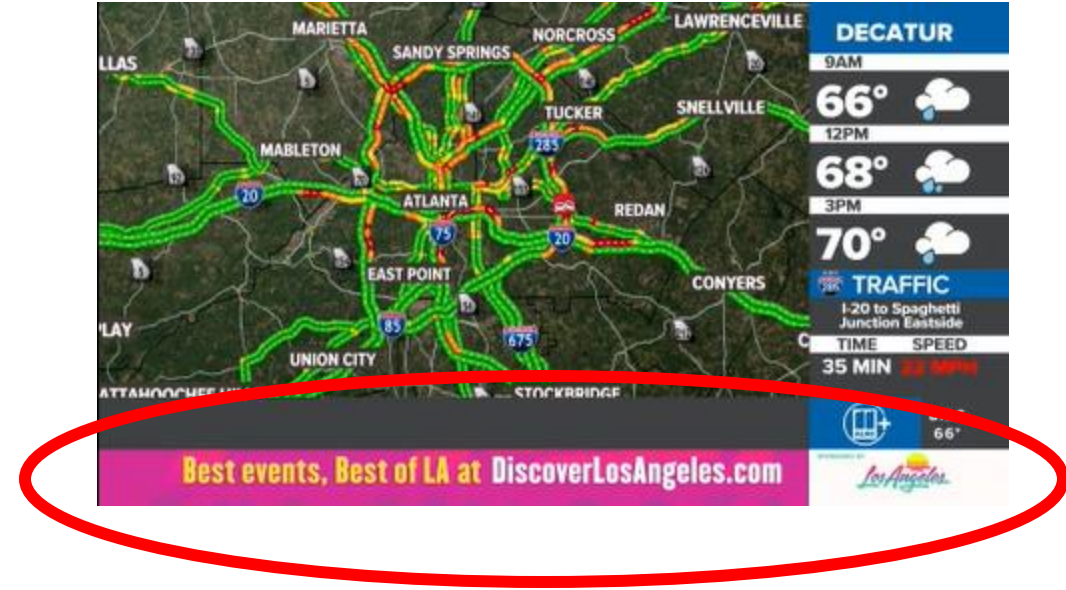 MARIETTA
NORCROSS
LAWRENCEVILLE
SANDY SPRINGS
LLAS
TUCKER
SNELLVILLE
285
MABLETON
20
ATLANTA
REDAN
75
20
EAST POINT
CONYERS
85
675
UNION CITY
STOCKBRIDGE
DECATUR
9AM
66°
12PM
68°
3PM
70°
TRAFFIC
I-20 to Spaghetti
Junction Eastside
TIME SPEED
35 MIN
66°
Best events, Best of LA at DiscoverLosAngeles.com
SPONSORED BY
Los Angeles